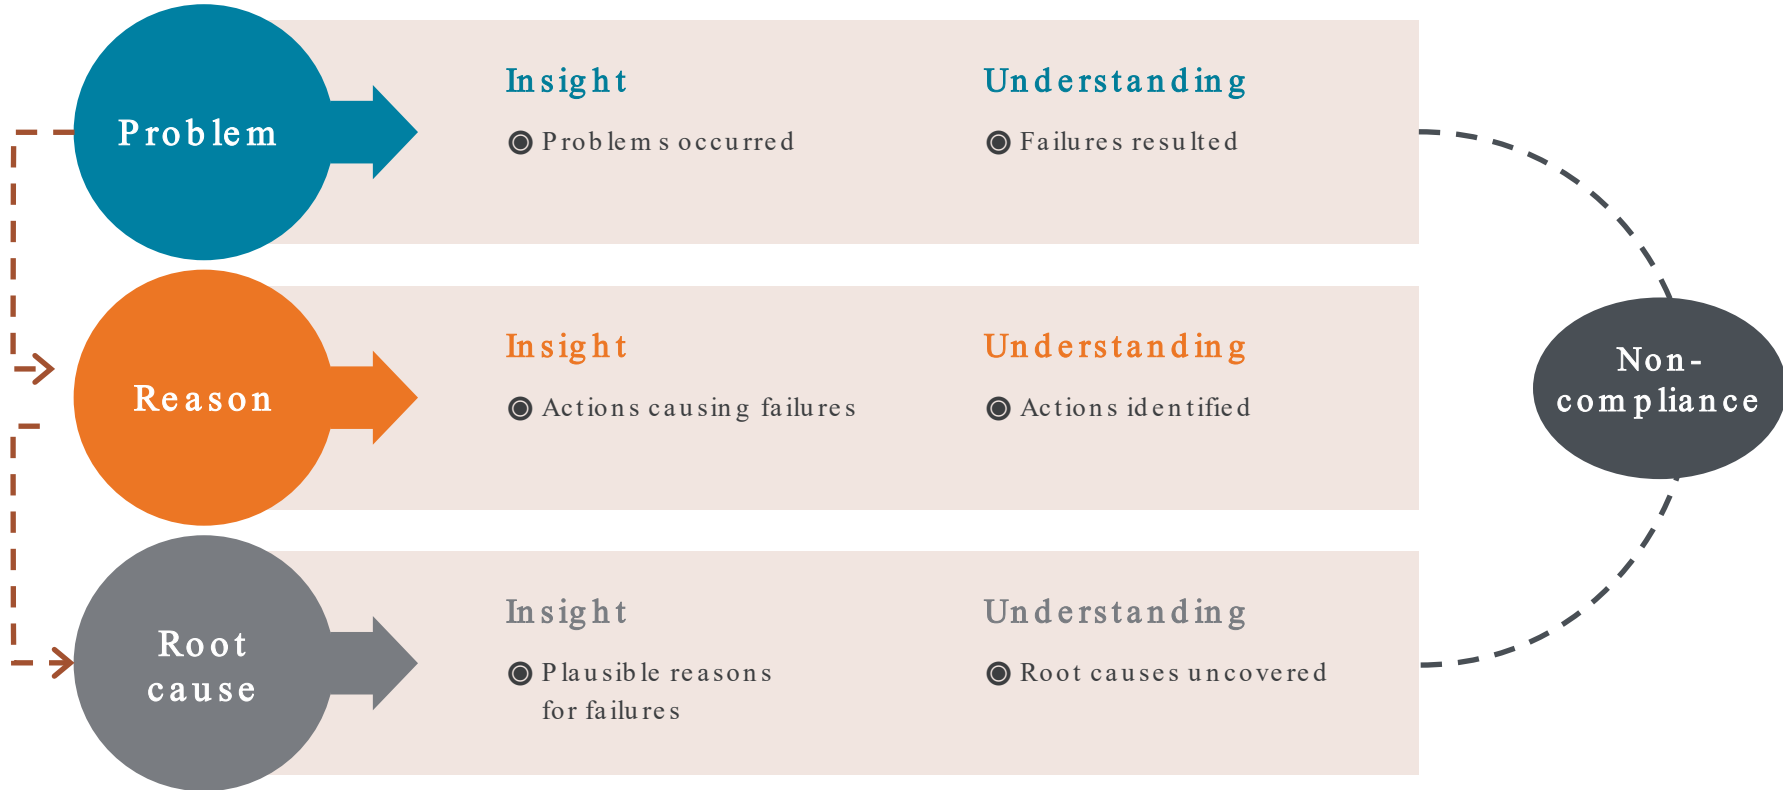 Problem
Insight
Understanding
Problems occurred
Failures resulted
Reason
Insight
Understanding
Actions causing failures
Actions identified
Non-
compliance
Root
cause
Insight
Understanding
Plausible reasons
for failures
Root causes uncovered